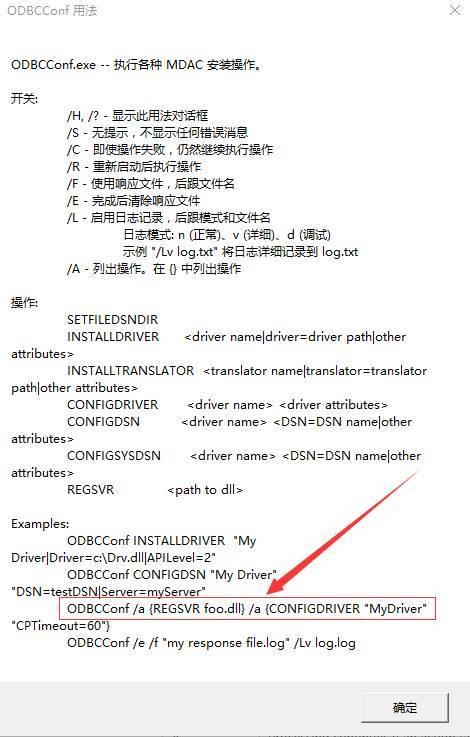 ODBCConf 用法
ODBCConf.exe -- 执行各种 MDAC 安装操作。
开关:
/H, /? - 显示此用法对话框
/S - 无提示，不显示任何错误消息
/C - 即使操作失败，仍然继续执行操作
/R - 重新启动后执行操作
/F - 使用响应文件，后跟文件名
/E - 完成后清除响应文件
/L - 启用日志记录，后跟模式和文件名
日志模式: n (正常)、v (详细)、d (调试)
示例 "/Lv log.txt" 将日志详细记录到 log.txt
/A - 列出操作。在 {} 中列出操作
操作:
SETFILEDSNDIR
INSTALLDRIVER <driver name|driver=driver path|other
attributes>
INSTALLTRANSLATOR <translator name|translator=translator
path|other attributes>
CONFIGDRIVER <driver name> <driver attributes>
CONFIGDSN <driver name> <DSN=DSN name|other
attributes>
CONFIGSYSDSN <driver name> <DSN=DSN name|other
attributes>
REGSVR <path to dll>
Examples:
ODBCConf INSTALLDRIVER "My
Driver|Driver=c:\Drv.dll|APILevel=2"
ODBCConf CONFIGDSN "My Driver"
"DSN=testDSN|Server=myServer"
ODBCConf /a {REGSVR foo.dll} /a {CONFIGDRIVER "MyDriver"
"CPTimeout=60"}
ODBCConf /e /f "my response file.log" /Lv log.log
确定